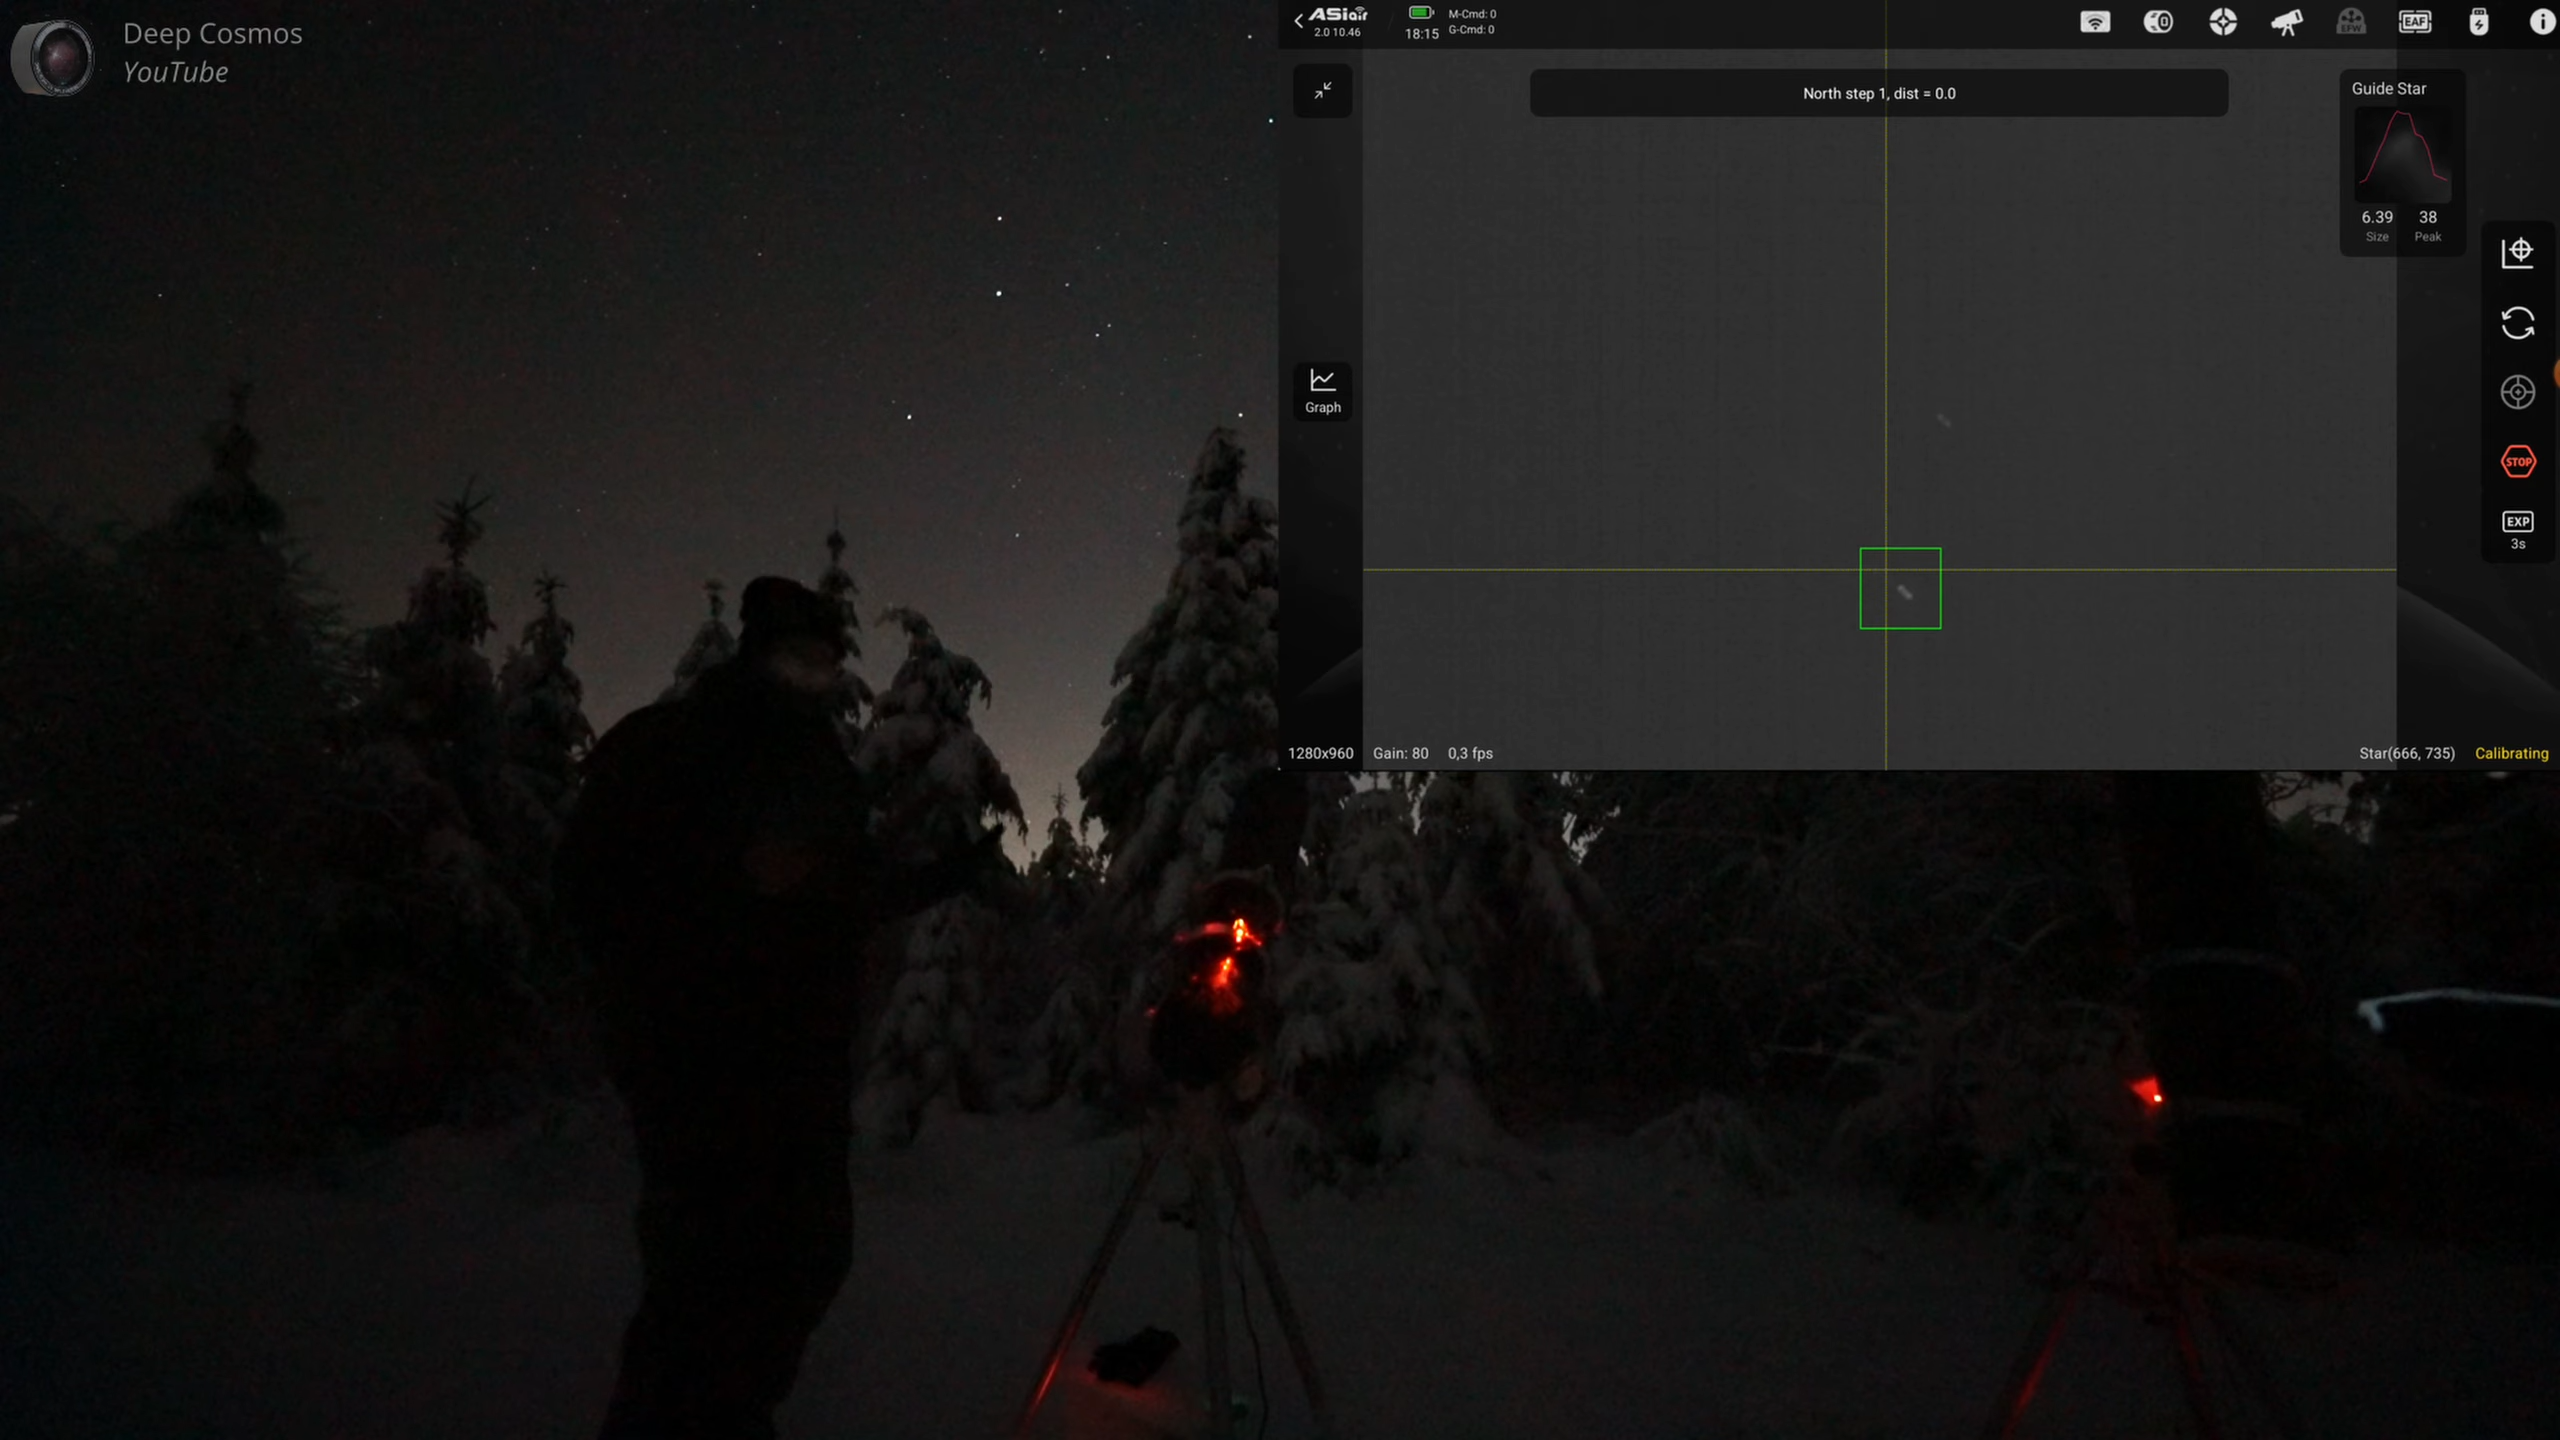 Deep Cosmos
YouTube
ASIair
2.0 10.46
18:15
M-Cmd: 0
G-Cmd: 0
EFW
EAF
North step 1, dist = 0.0
Guide Star
6.39 38
Size Peak
Graph
STOP
EXP
3s
1280x960 Gain: 80 0,3 fps
Star(666, 735) Calibrating